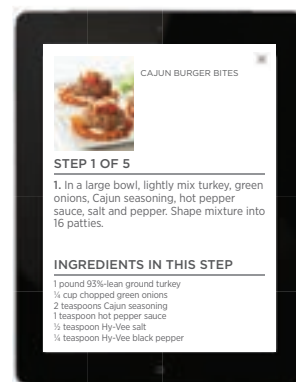 CAJUN BURGER BITES
STEP 1 OF 5
1. In a large bowl, lightly mix turkey, green
onions, Cajun seasoning, hot pepper
sauce, salt and pepper. Shape mixture into
16 patties.
INGREDIENTS IN THIS STEP
1 pound 93%-lean ground turkey
¼ cup chopped green onions
2 teaspoons Cajun seasoning
1 teaspoon hot pepper sauce
½ teaspoon Hy-Vee salt
¼ teaspoon Hy-Vee black pepper